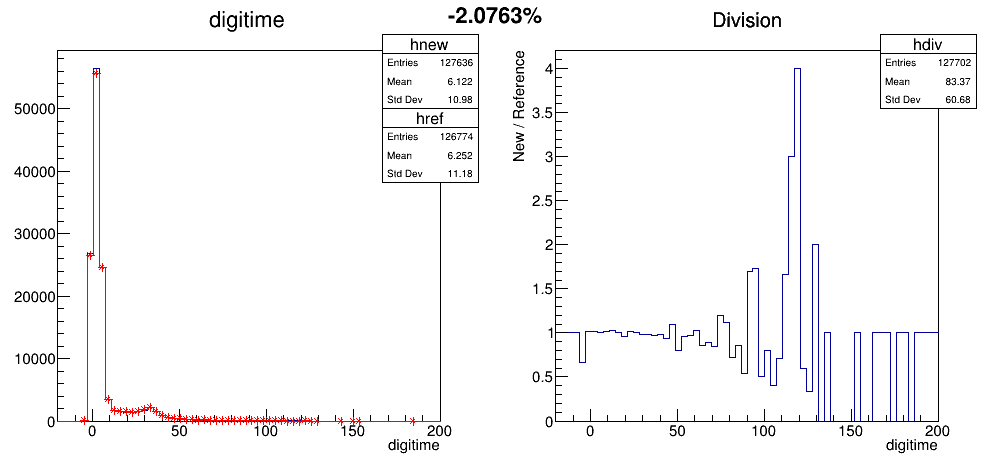 digitime
-2.0763%
Division
hnew
Entries 127636
Mean 6.122
Std Dev 10.98
href
Entries 126774
Mean 6.252
Std Dev 11.18
50000
40000
30000
20000
10000
0
0 50 100 150 200
digitime
hdiv
Entries 127702
Mean 83.37
Std Dev 60.68
New / Reference
4
3.5
3
2.5
2
1.5
1
0.5
0
0 50 100 150 200
digitime